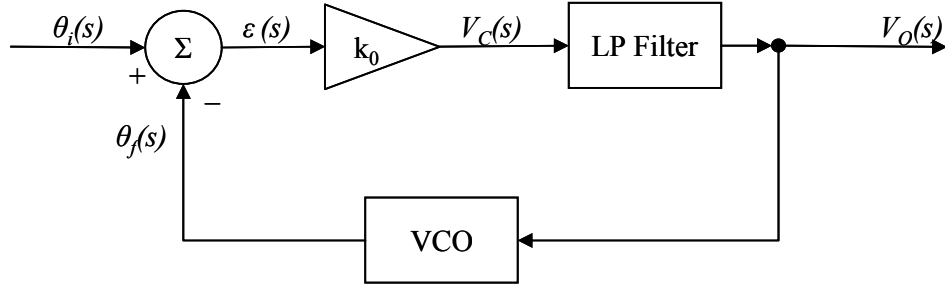 θi(s)
Σ
ε (s)
k0
VC(s)
LP Filter
VO(s)
+
−
θf(s)
VCO